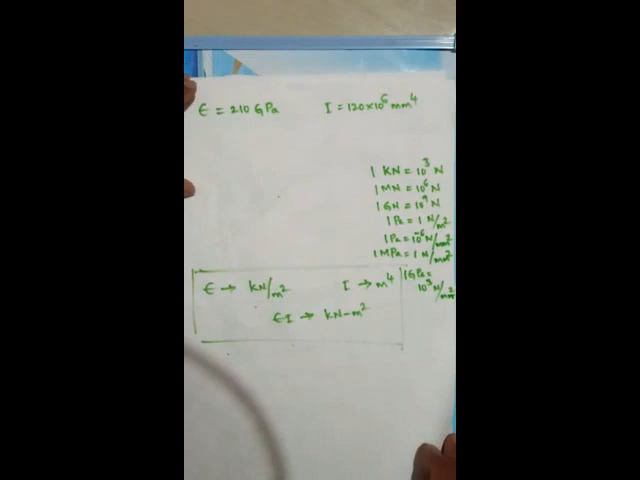 E = 210 GPa I = 120×10⁶ mm⁴
1 KN = 10³ N
1 MN = 10⁶ N
1 GN = 10⁹ N
1 Pa = 1 N/m²
1 Pa = 10⁻⁶ N/mm²
1 MPa = 1 N/mm²
1 GPa =
10³ N/mm²
E → kN/m² I → m⁴
EI → kN-m²